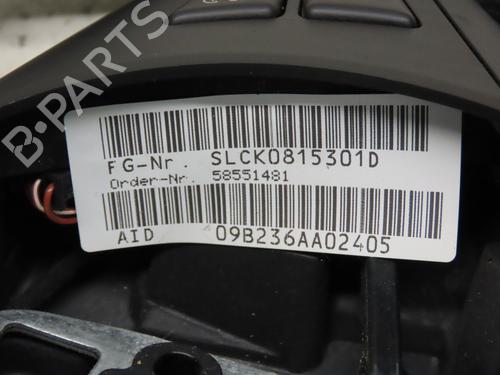 FG-Nr. SLCK0815301D
Order-Nr. 58551481
AID 09B236AA02405
B-PARTS